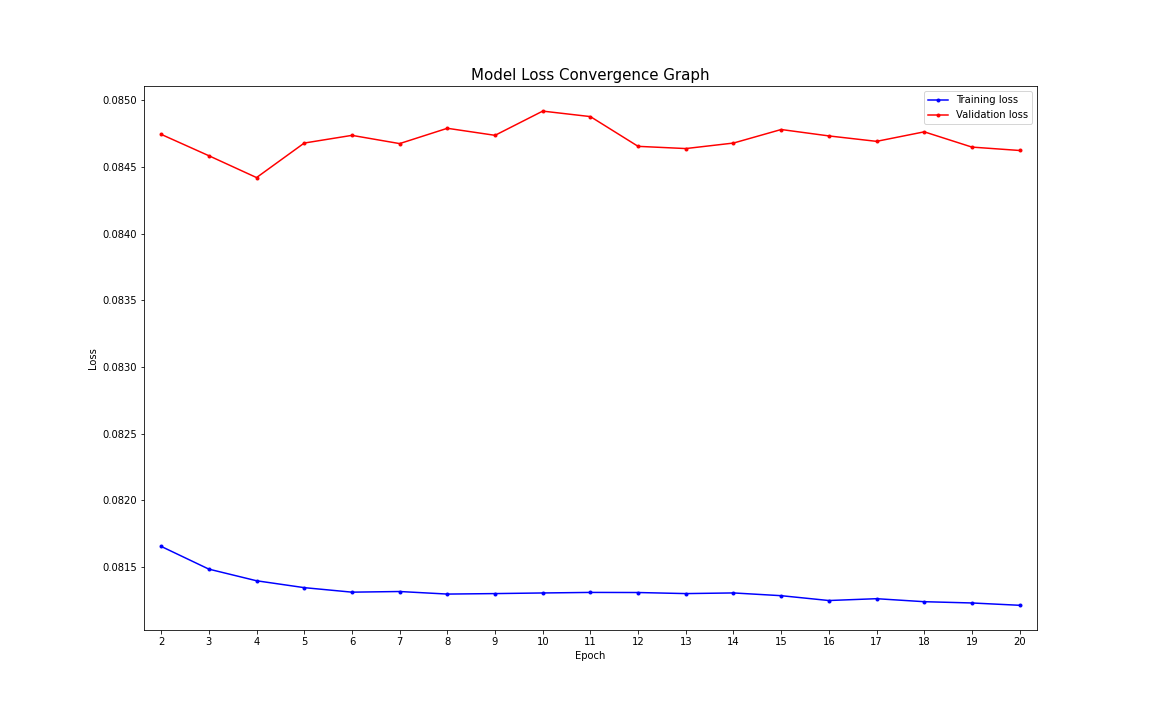 Model Loss Convergence Graph
Training loss
Validation loss
0.0850
0.0845
0.0840
0.0835
0.0830
0.0825
0.0820
0.0815
Loss
2 3 4 5 6 7 8 9 10 11 12 13 14 15 16 17 18 19 20
Epoch